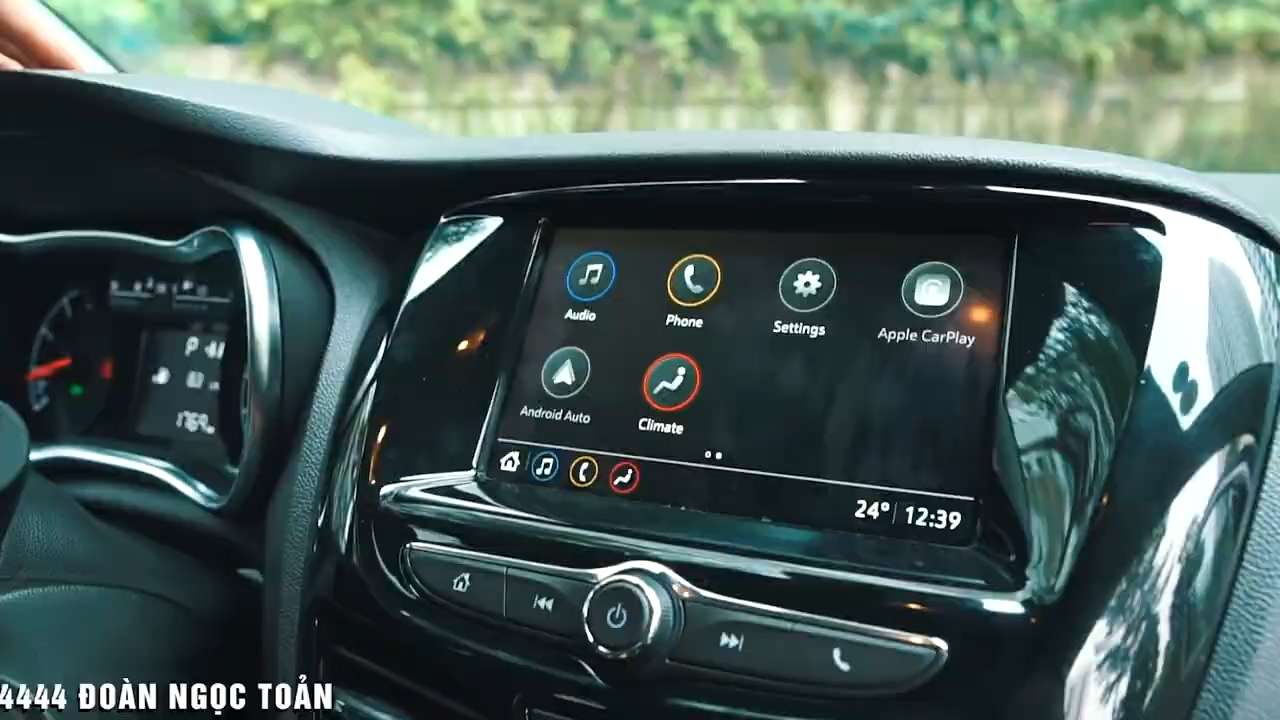 Audio
Phone
Settings
Apple CarPlay
Android Auto
Climate
24° 12:39
4444 ĐOÀN NGỌC TOẢN